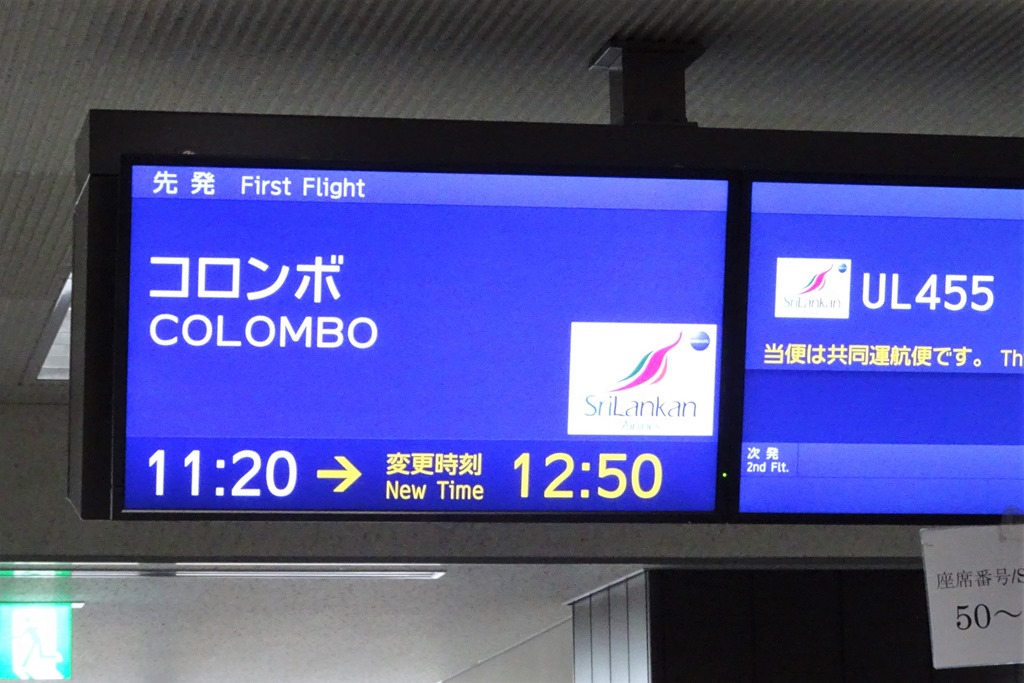 先発 First Flight
コロンボ
COLOMBO
SriLankan
Airlines
11:20 → 変更時刻 New Time 12:50
SriLankan
UL455
当便は共同運航便です。 Th
次発
2nd Flt.
座席番号/S
50～